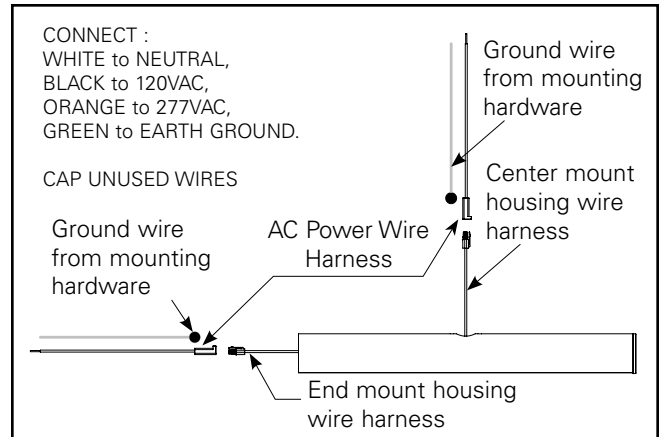 CONNECT :
WHITE to NEUTRAL,
BLACK to 120VAC,
ORANGE to 277VAC,
GREEN to EARTH GROUND.
CAP UNUSED WIRES
Ground wire
from mounting
hardware
Center mount
housing wire
harness
Ground wire
from mounting
hardware
AC Power Wire
Harness
End mount housing
wire harness